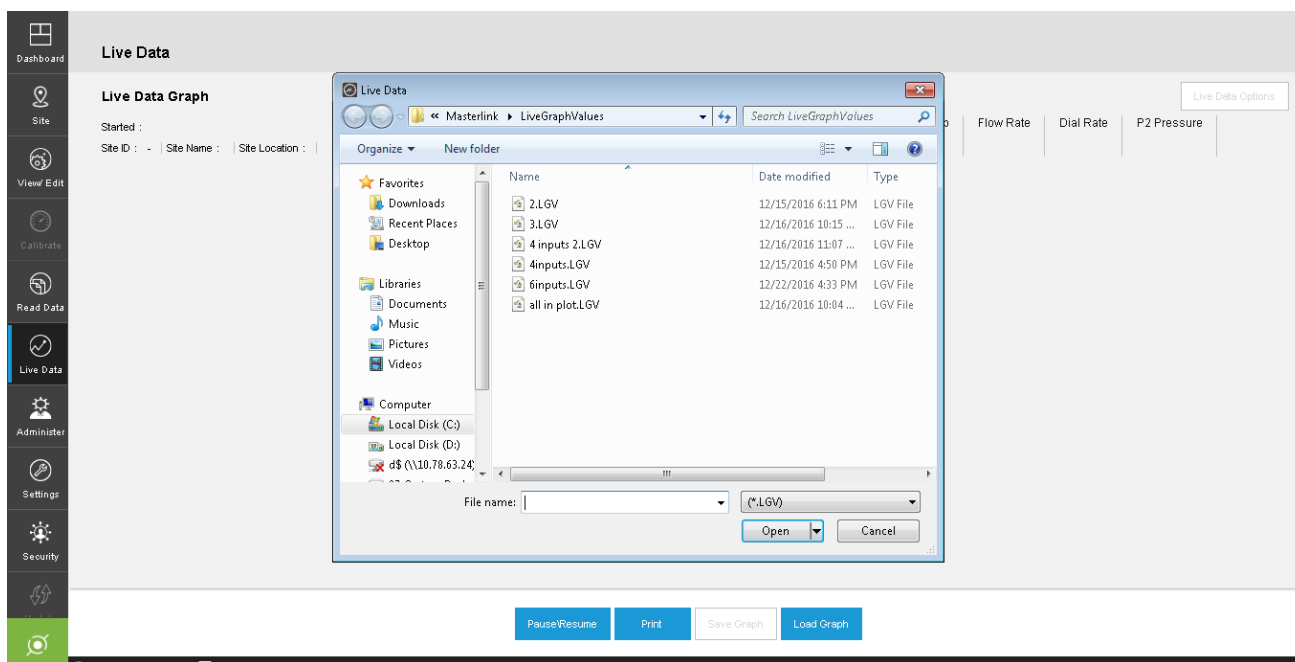 Dashboard
Site
View/ Edit
Calibrate
Read Data
Live Data
Administer
Settings
Security
Live Data
Live Data Graph
Live Data Options
Started :
Site ID : - Site Name : Site Location :
Flow Rate Dial Rate P2 Pressure
Live Data
« Masterlink LiveGraphValues Search LiveGraphValues
Organize New folder
Favorites
Downloads
Recent Places
Desktop
Libraries
Documents
Music
Pictures
Videos
Computer
Local Disk (C:)
Local Disk (D:)
d$ (\\10.78.63.24)
Name Date modified Type
2.LGV 12/15/2016 6:11 PM LGV File
3.LGV 12/16/2016 10:15 ... LGV File
4 inputs 2.LGV 12/16/2016 11:07 ... LGV File
4inputs.LGV 12/15/2016 4:50 PM LGV File
6inputs.LGV 12/22/2016 4:33 PM LGV File
all in plot.LGV 12/16/2016 10:04 ... LGV File
File name: (*.LGV)
Open Cancel
Pause\Resume Print Save Graph Load Graph